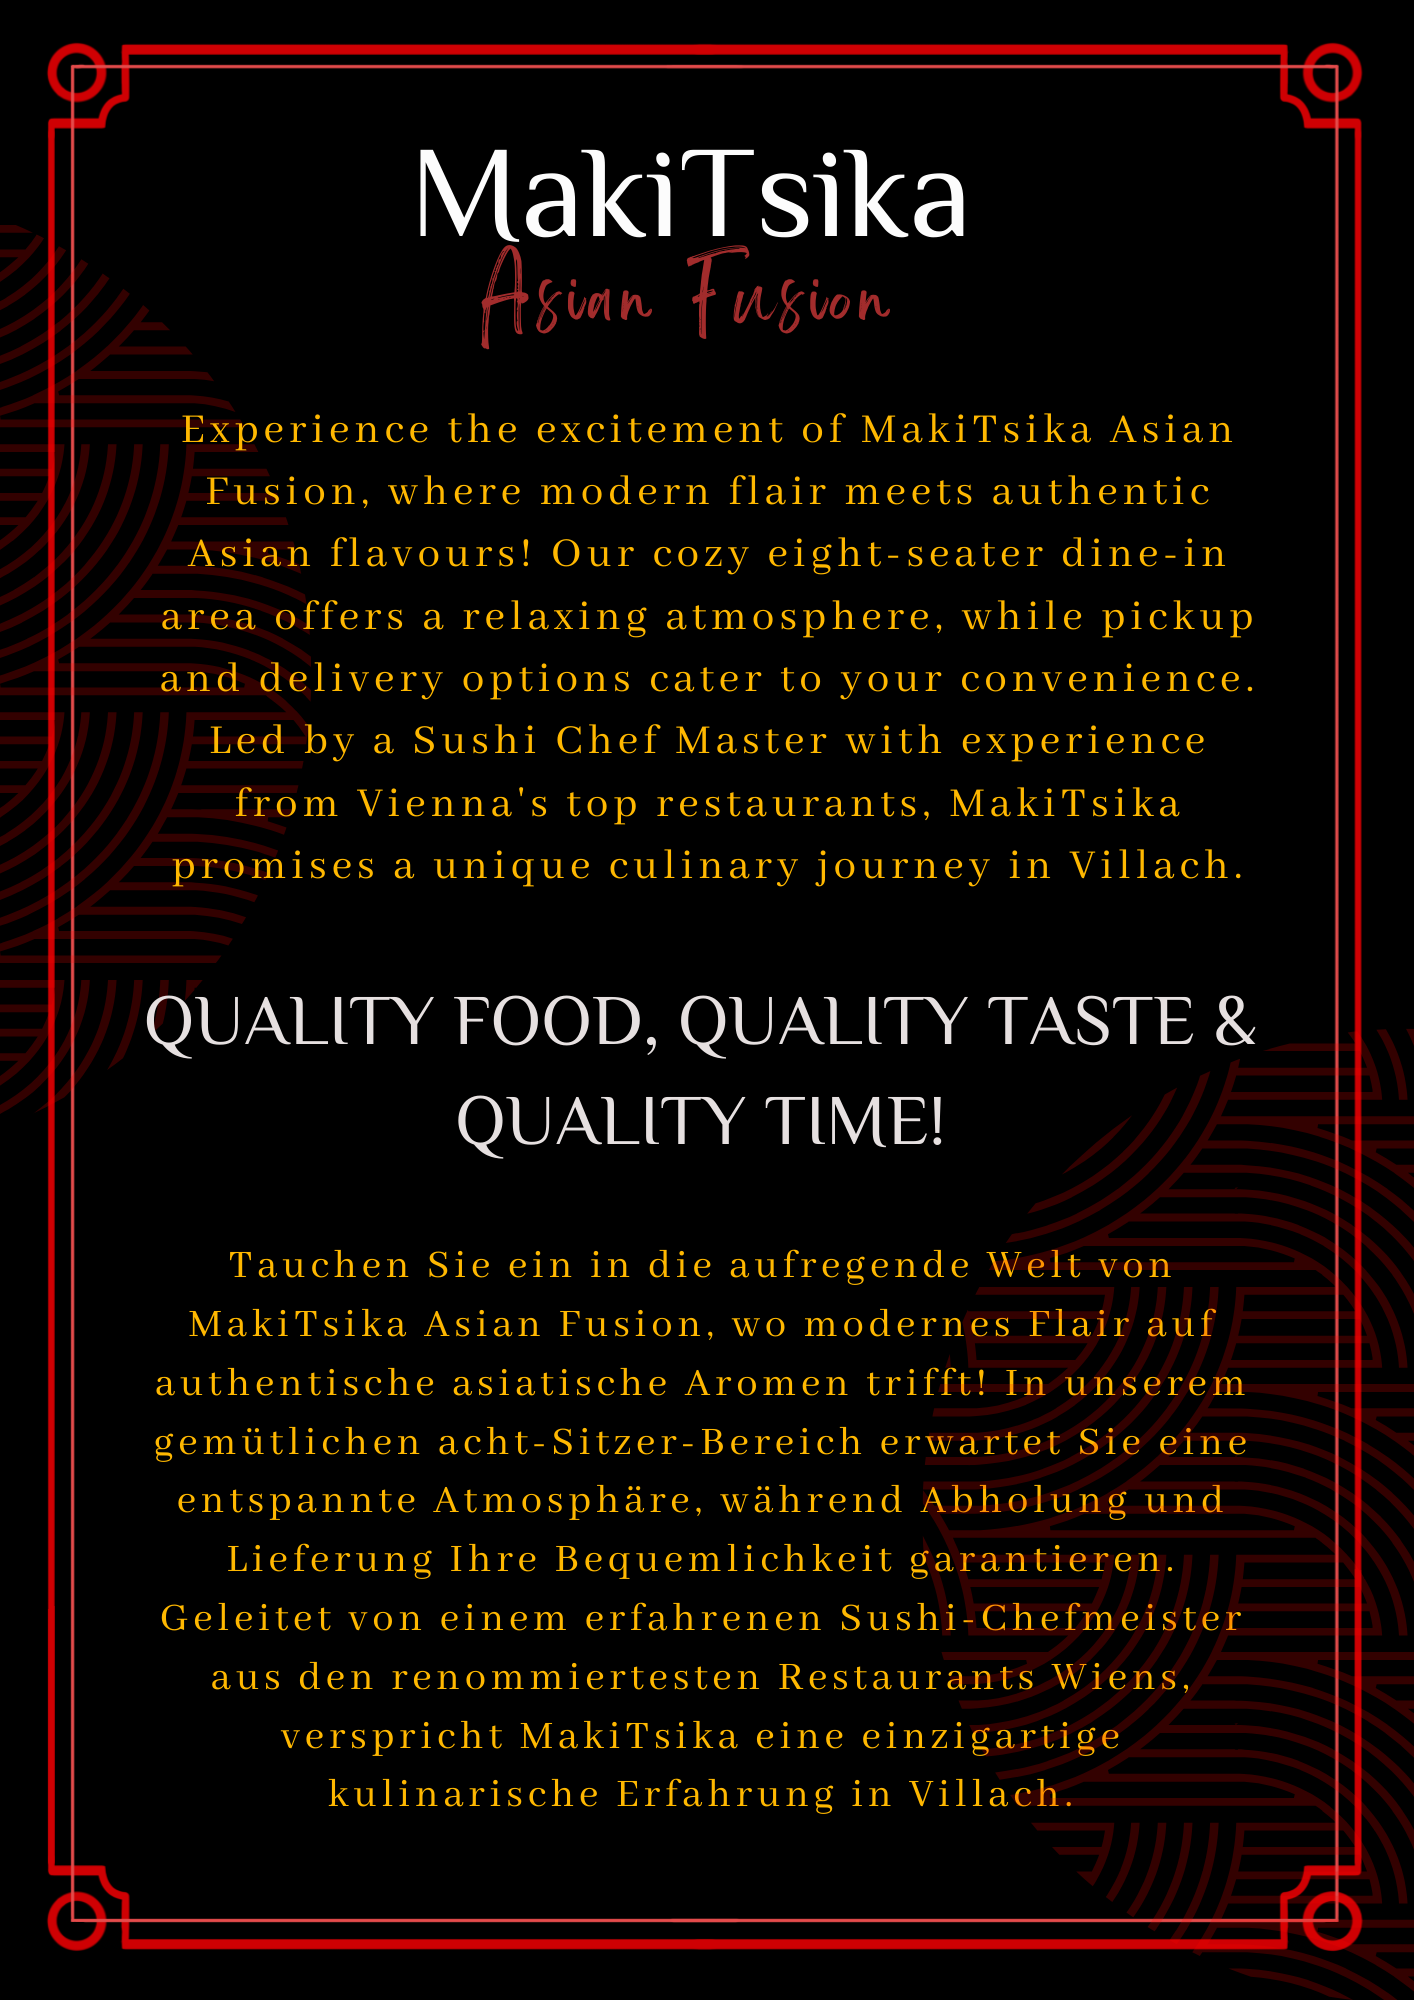 MakiTsika
Asian Fusion
Experience the excitement of MakiTsika Asian
Fusion, where modern flair meets authentic
Asian flavours! Our cozy eight-seater dine-in
area offers a relaxing atmosphere, while pickup
and delivery options cater to your convenience.
Led by a Sushi Chef Master with experience
from Vienna's top restaurants, MakiTsika
promises a unique culinary journey in Villach.
QUALITY FOOD, QUALITY TASTE &
QUALITY TIME!
Tauchen Sie ein in die aufregende Welt von
MakiTsika Asian Fusion, wo modernes Flair auf
authentische asiatische Aromen trifft! In unserem
gemütlichen acht-Sitzer-Bereich erwartet Sie eine
entspannte Atmosphäre, während Abholung und
Lieferung Ihre Bequemlichkeit garantieren.
Geleitet von einem erfahrenen Sushi-Chefmeister
aus den renommiertesten Restaurants Wiens,
verspricht MakiTsika eine einzigartige
kulinarische Erfahrung in Villach.